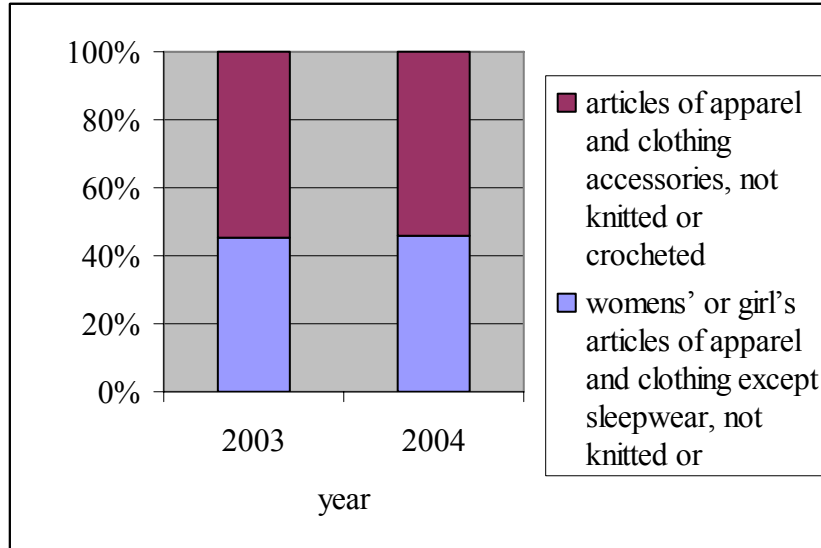 100%
80%
60%
40%
20%
0%
2003
2004
year
articles of apparel
and clothing
accessories, not
knitted or
crocheted
womens’ or girl's
articles of apparel
and clothing except
sleepwear, not
knitted or